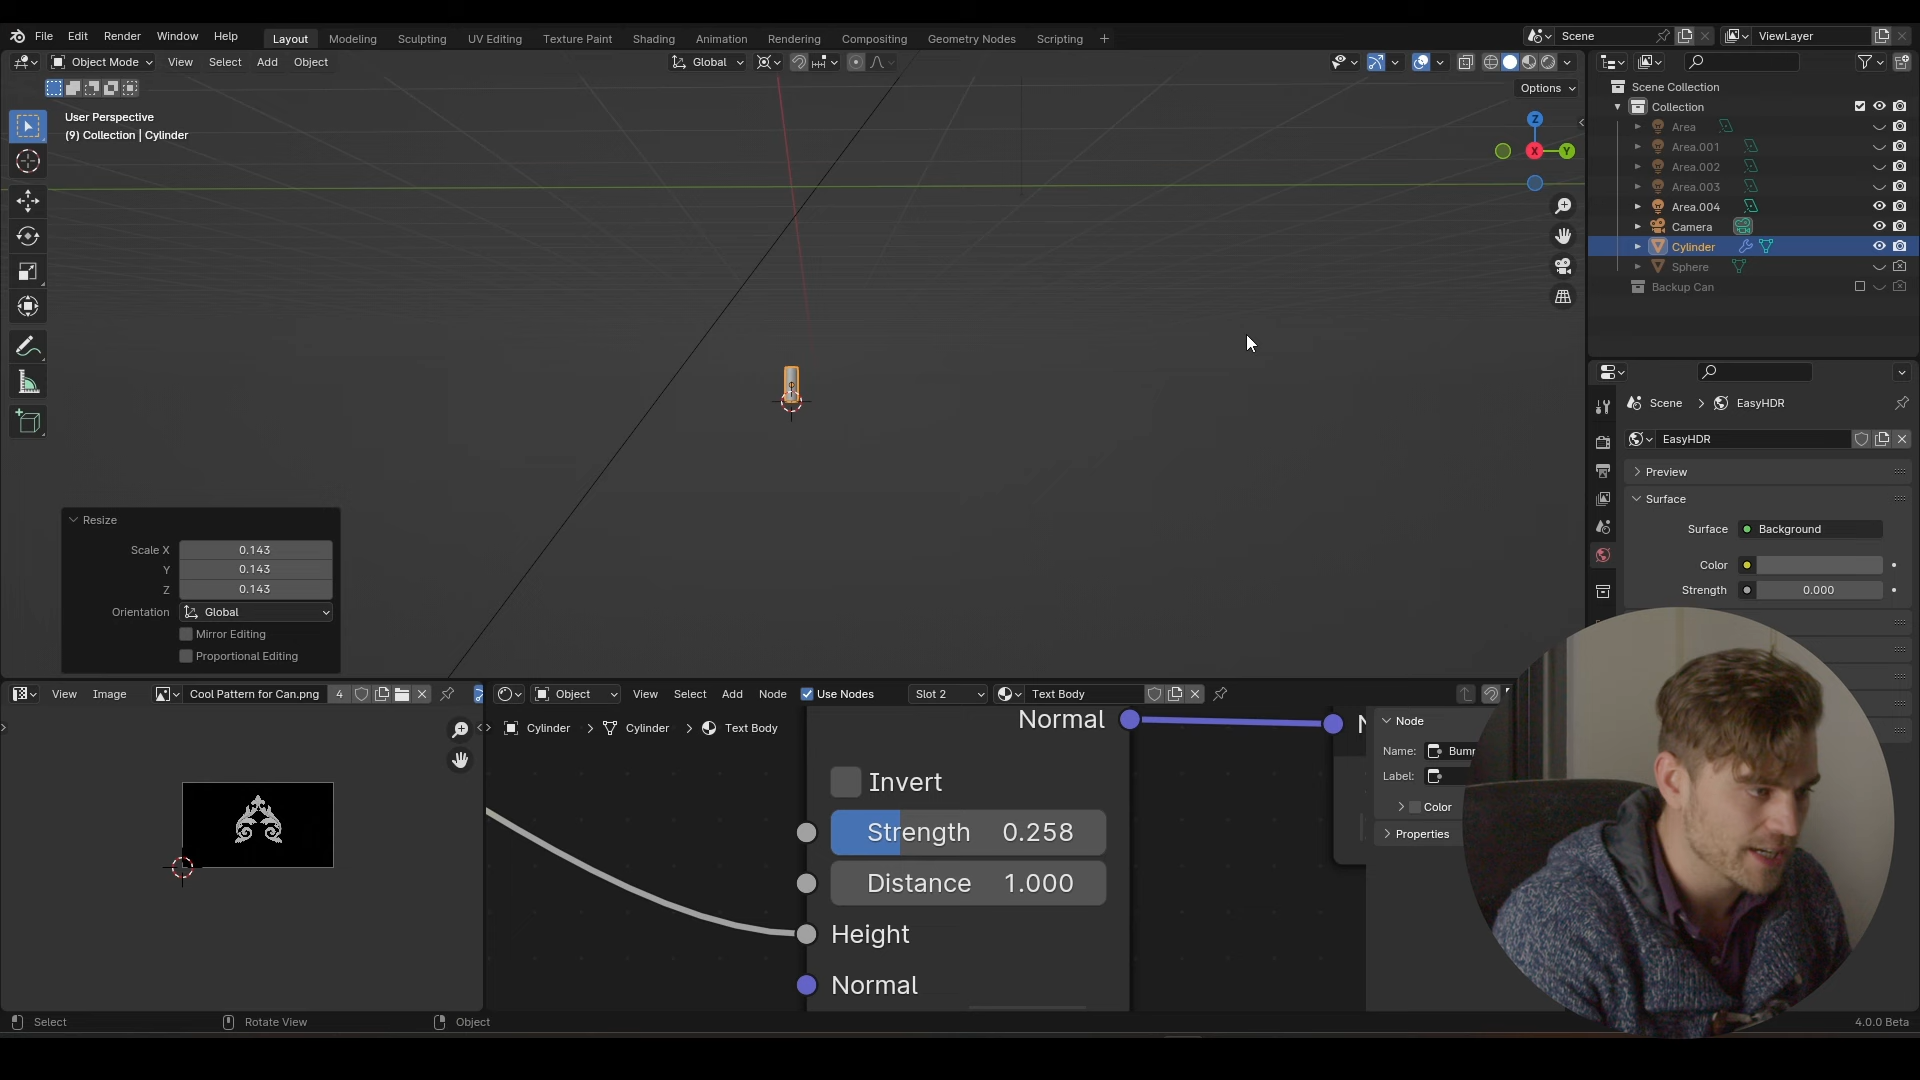 File Edit Render Window Help
Layout Modeling Sculpting UV Editing Texture Paint Shading Animation Rendering Compositing Geometry Nodes Scripting +
Scene
ViewLayer
Object Mode View Select Add Object
Global
Options
User Perspective
(9) Collection | Cylinder
Z
X
Y
Scene Collection
Collection
Area
Area.001
Area.002
Area.003
Area.004
Camera
Cylinder
Sphere
Backup Can
Scene > EasyHDR
EasyHDR
Preview
Surface
Surface Background
Color
Strength 0.000
Resize
Scale X 0.143
Y 0.143
Z 0.143
Orientation Global
Mirror Editing
Proportional Editing
View Image Cool Pattern for Can.png 4
Object View Select Add Node Use Nodes Slot 2 Text Body
Cylinder > Cylinder > Text Body
Normal
Invert
Strength 0.258
Distance 1.000
Height
Normal
Node
Name: Bum
Label:
Color
Properties
Select Rotate View Object
4.0.0 Beta